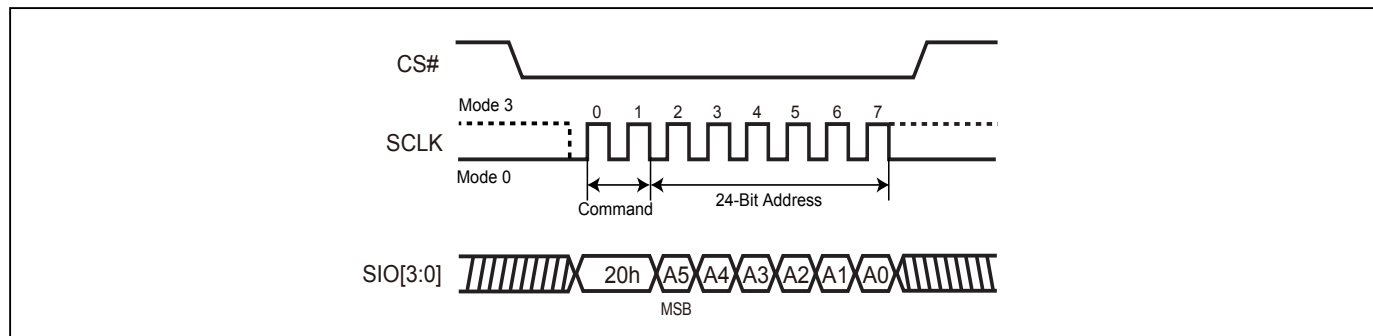 CS#
Mode 3
0 1 2 3 4 5 6 7
SCLK
Mode 0
Command
24-Bit Address
SIO[3:0]
20h A5 A4 A3 A2 A1 A0
MSB